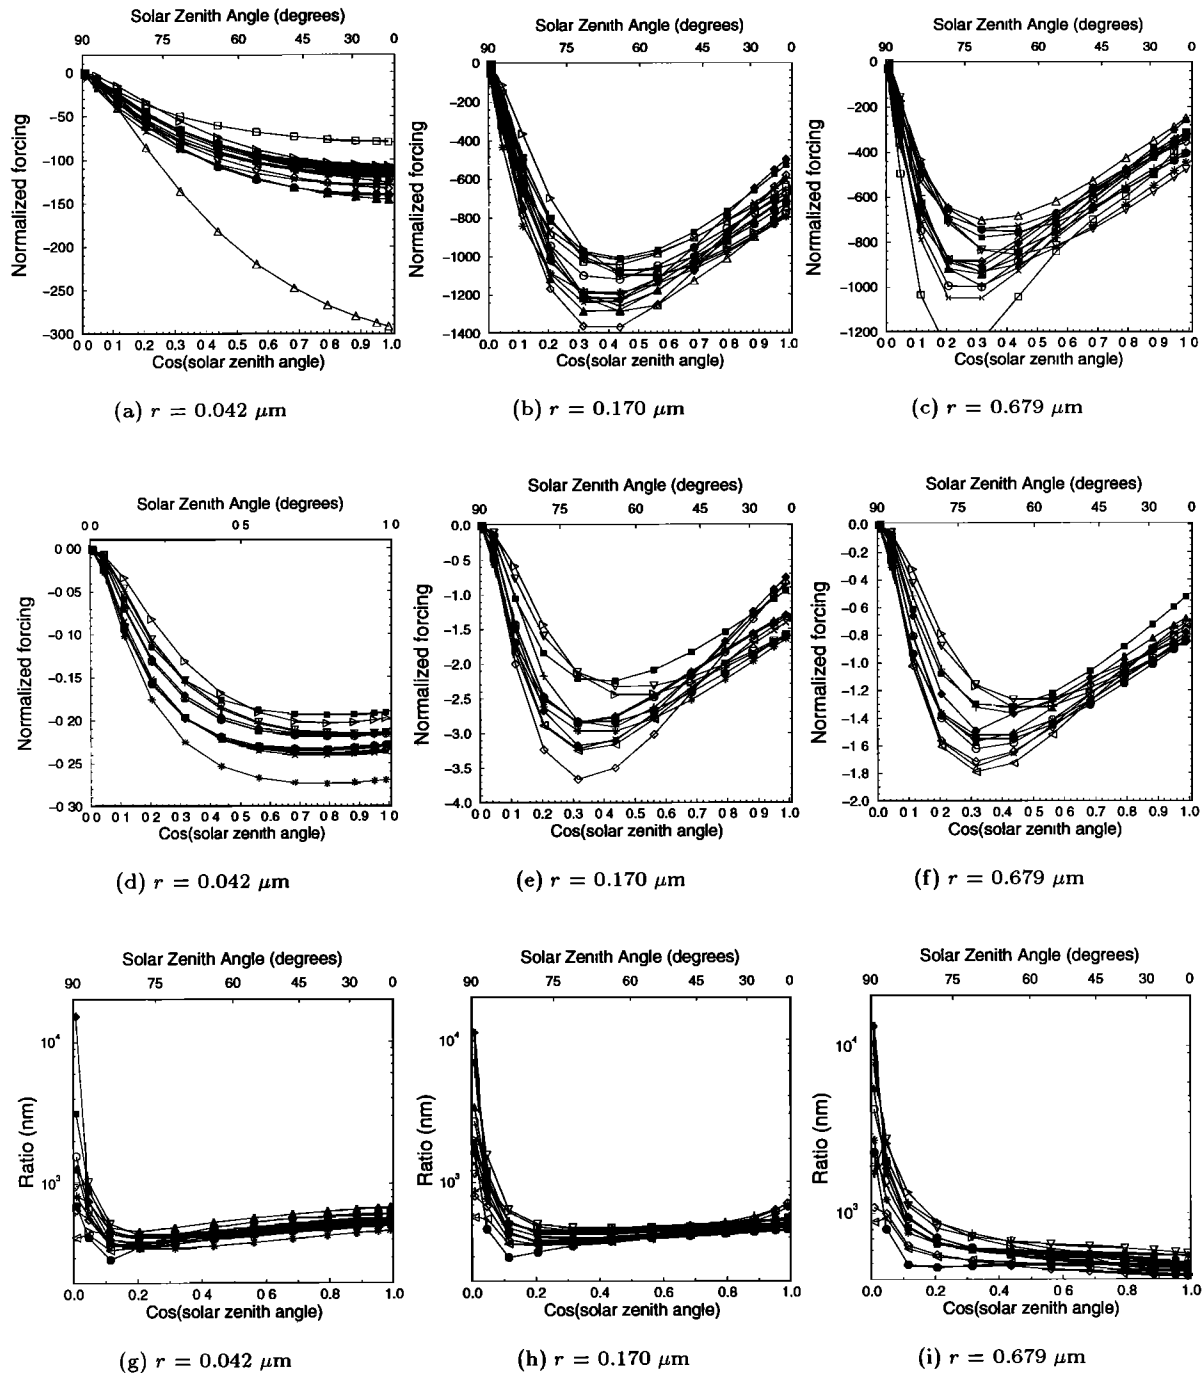 Solar Zenith Angle (degrees)
90 75 60 45 30 0
0
−50
−100
−150
−200
−250
−300
Normalized forcing
0.0 0 1 0.2 0.3 0.4 0.5 0.6 0.7 0.8 0.9 1.0
Cos(solar zenith angle)
(a) r = 0.042 μm
Solar Zenith Angle (degrees)
90 75 60 45 30 0
0
−200
−400
−600
−800
−1000
−1200
−1400
Normalized forcing
0.0 0 1 0.2 0.3 0.4 0.5 0.6 0.7 0.8 0.9 1.0
Cos(solar zenith angle)
(b) r = 0.170 μm
Solar Zenith Angle (degrees)
90 75 60 45 30 0
0
−200
−400
−600
−800
−1000
−1200
Normalized forcing
0.0 0 1 0.2 0.3 0.4 0.5 0.6 0.7 0.8 0.9 1.0
Cos(solar zenith angle)
(c) r = 0.679 μm
Solar Zenith Angle (degrees)
0 0 0 5 1 0
0 00
−0 05
−0 10
−0 15
−0 20
−0 25
−0 30
Normalized forcing
0 0 0 1 0.2 0.3 0.4 0.5 0.6 0.7 0.8 0.9 1.0
Cos(solar zenith angle)
(d) r = 0.042 μm
Solar Zenith Angle (degrees)
90 75 60 45 30 0
0.0
−0.5
−1.0
−1.5
−2.0
−2.5
−3.0
−3.5
−4.0
Normalized forcing
0.0 0 1 0.2 0.3 0.4 0.5 0.6 0.7 0.8 0.9 1.0
Cos(solar zenith angle)
(e) r = 0.170 μm
Solar Zenith Angle (degrees)
90 75 60 45 30 0
0.0
−0.2
−0.4
−0.6
−0.8
−1.0
−1.2
−1.4
−1.6
−1.8
−2.0
Normalized forcing
0.0 0 1 0.2 0.3 0.4 0.5 0.6 0.7 0.8 0.9 1.0
Cos(solar zenith angle)
(f) r = 0.679 μm
Solar Zenith Angle (degrees)
90 75 60 45 30 0
10⁴
10³
Ratio (nm)
0.0 0.2 0.4 0.6 0.8 1.0
Cos(solar zenith angle)
(g) r = 0.042 μm
Solar Zenith Angle (degrees)
90 75 60 45 30 0
10⁴
10³
Ratio (nm)
0.0 0.2 0.4 0.6 0.8 1.0
Cos(solar zenith angle)
(h) r = 0.170 μm
Solar Zenith Angle (degrees)
90 75 60 45 30 0
10⁴
10³
Ratio (nm)
0.0 0.2 0.4 0.6 0.8 1.0
Cos(solar zenith angle)
(i) r = 0.679 μm